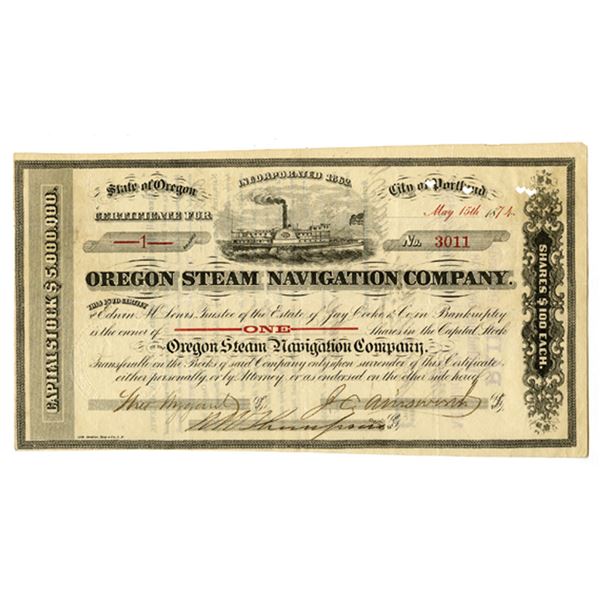 INCORPORATED 1862.
State of Oregon
City of Portland
CERTIFICATE FOR
May 15th 1874
1
No. 3011
OREGON STEAM NAVIGATION COMPANY.
THIS IS TO CERTIFY
Edwin M. Lewis Trustee of the Estate of Jay Cooke & Co. in Bankruptcy
is the owner of ONE Shares in the Capital Stock
of the Oregon Steam Navigation Company.
Transferable on the Books of said Company only upon surrender of this Certificate
either personally, or by Attorney, or as endorsed on the other side hereof
J C Ainsworth
R R Thompson
CAPITAL STOCK $5,000,000.
SHARES $100 EACH.